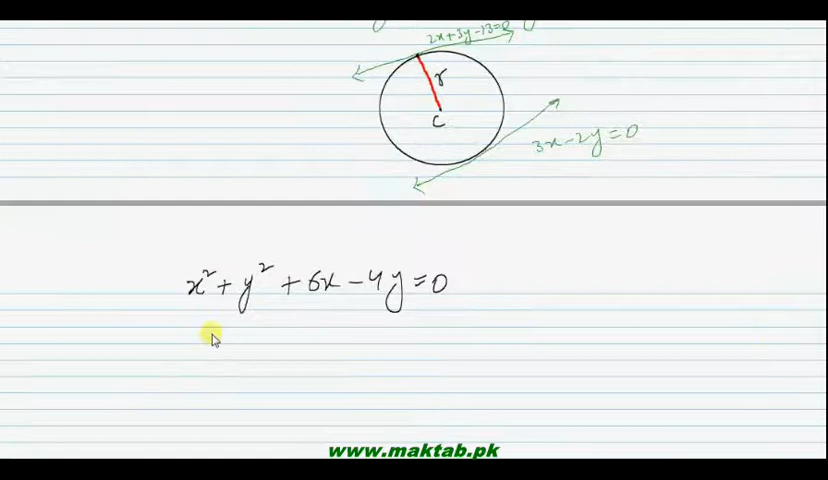 2x+3y-13=0
r
C
3x-2y=0
x²+y²+6x-4y=0
www.maktab.pk